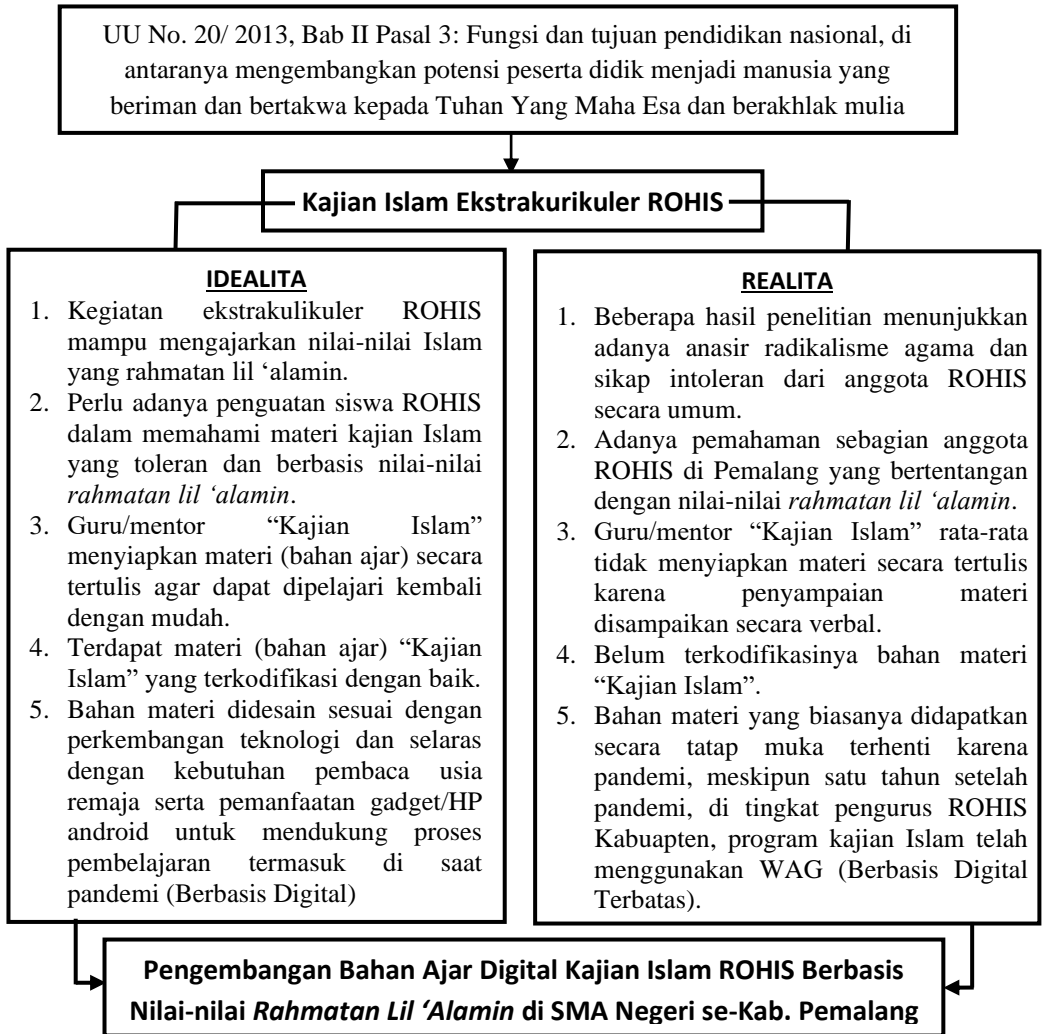 UU No. 20/ 2013, Bab II Pasal 3: Fungsi dan tujuan pendidikan nasional, di
antaranya mengembangkan potensi peserta didik menjadi manusia yang
beriman dan bertakwa kepada Tuhan Yang Maha Esa dan berakhlak mulia
Kajian Islam Ekstrakurikuler ROHIS
IDEALITA
1. Kegiatan ekstrakulikuler ROHIS
mampu mengajarkan nilai-nilai Islam
yang rahmatan lil ‘alamin.
2. Perlu adanya penguatan siswa ROHIS
dalam memahami materi kajian Islam
yang toleran dan berbasis nilai-nilai
rahmatan lil ‘alamin.
3. Guru/mentor “Kajian Islam”
menyiapkan materi (bahan ajar) secara
tertulis agar dapat dipelajari kembali
dengan mudah.
4. Terdapat materi (bahan ajar) “Kajian
Islam” yang terkodifikasi dengan baik.
5. Bahan materi didesain sesuai dengan
perkembangan teknologi dan selaras
dengan kebutuhan pembaca usia
remaja serta pemanfaatan gadget/HP
android untuk mendukung proses
pembelajaran termasuk di saat
pandemi (Berbasis Digital)
REALITA
1. Beberapa hasil penelitian menunjukkan
adanya anasir radikalisme agama dan
sikap intoleran dari anggota ROHIS
secara umum.
2. Adanya pemahaman sebagian anggota
ROHIS di Pemalang yang bertentangan
dengan nilai-nilai rahmatan lil ‘alamin.
3. Guru/mentor “Kajian Islam” rata-rata
tidak menyiapkan materi secara tertulis
karena penyampaian materi
disampaikan secara verbal.
4. Belum terkodifikasinya bahan materi
“Kajian Islam”.
5. Bahan materi yang biasanya didapatkan
secara tatap muka terhenti karena
pandemi, meskipun satu tahun setelah
pandemi, di tingkat pengurus ROHIS
Kabuapten, program kajian Islam telah
menggunakan WAG (Berbasis Digital
Terbatas).
Pengembangan Bahan Ajar Digital Kajian Islam ROHIS Berbasis
Nilai-nilai Rahmatan Lil ‘Alamin di SMA Negeri se-Kab. Pemalang